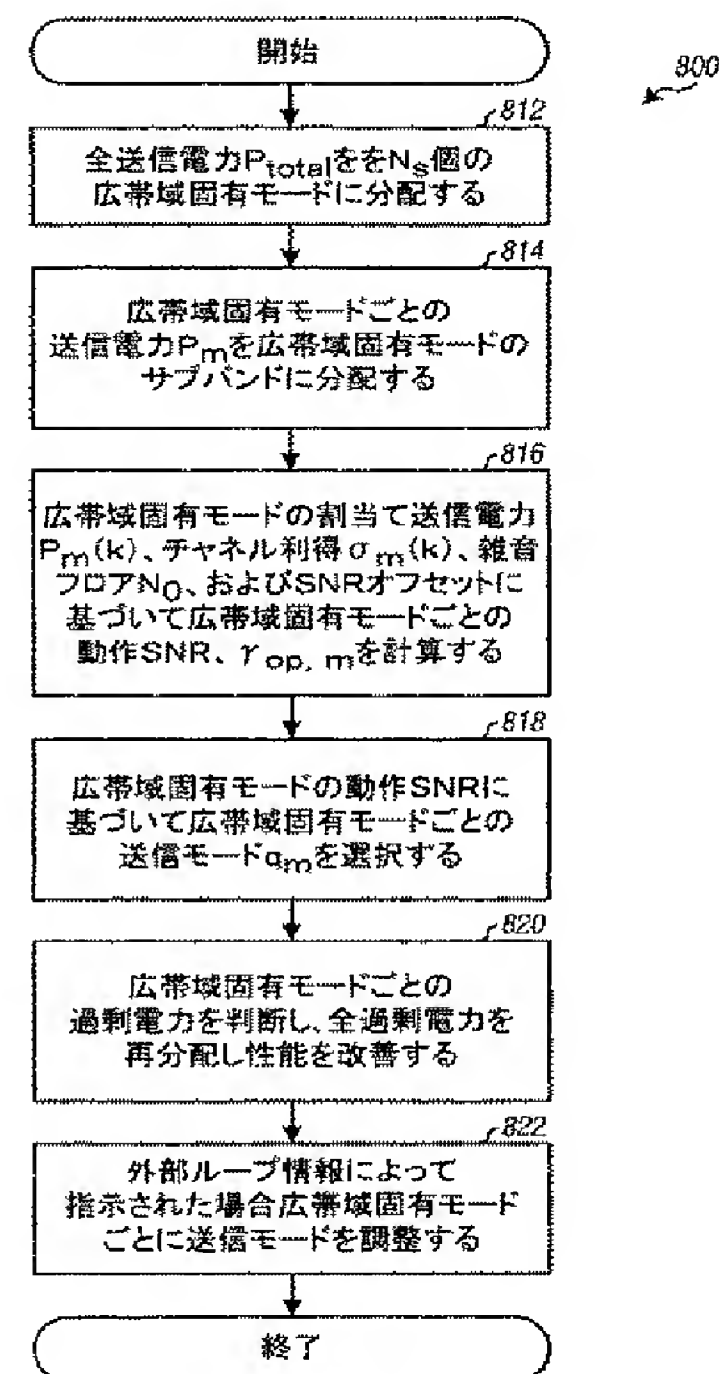 開始
800
812
全送信電力PtotalををNS個の
広帯域固有モードに分配する
814
広帯域固有モードごとの
送信電力Pmを広帯域固有モードの
サブバンドに分配する
816
広帯域固有モードの割当て送信電力
Pm(k)、チャネル利得σm(k)、雑音
フロアN0、およびSNRオフセットに
基づいて広帯域固有モードごとの
動作SNR、γop, mを計算する
818
広帯域固有モードの動作SNRに
基づいて広帯域固有モードごとの
送信モードqmを選択する
820
広帯域固有モードごとの
過剰電力を判断し、全過剰電力を
再分配し性能を改善する
822
外部ループ情報によって
指示された場合広帯域固有モード
ごとに送信モードを調整する
終了